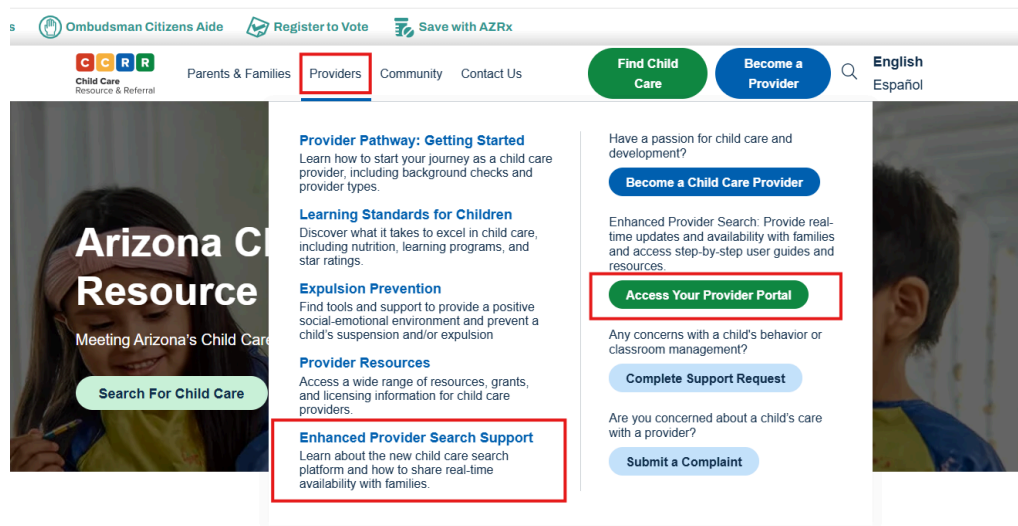 s Ombudsman Citizens Aide Register to Vote Save with AZRx
C C R R
Child Care
Resource & Referral
Parents & Families Providers Community Contact Us
Find Child
Care
Become a
Provider
English
Español
Provider Pathway: Getting Started
Learn how to start your journey as a child care
provider, including background checks and
provider types.
Learning Standards for Children
Discover what it takes to excel in child care,
including nutrition, learning programs, and
star ratings.
Expulsion Prevention
Find tools and support to provide a positive
social-emotional environment and prevent a
child's suspension and/or expulsion
Provider Resources
Access a wide range of resources, grants,
and licensing information for child care
providers.
Enhanced Provider Search Support
Learn about the new child care search
platform and how to share real-time
availability with families.
Have a passion for child care and
development?
Become a Child Care Provider
Enhanced Provider Search: Provide real-
time updates and availability with families
and access step-by-step user guides and
resources.
Access Your Provider Portal
Any concerns with a child's behavior or
classroom management?
Complete Support Request
Are you concerned about a child's care
with a provider?
Submit a Complaint
Arizona C
Resource
Meeting Arizona's Child Care
Search For Child Care